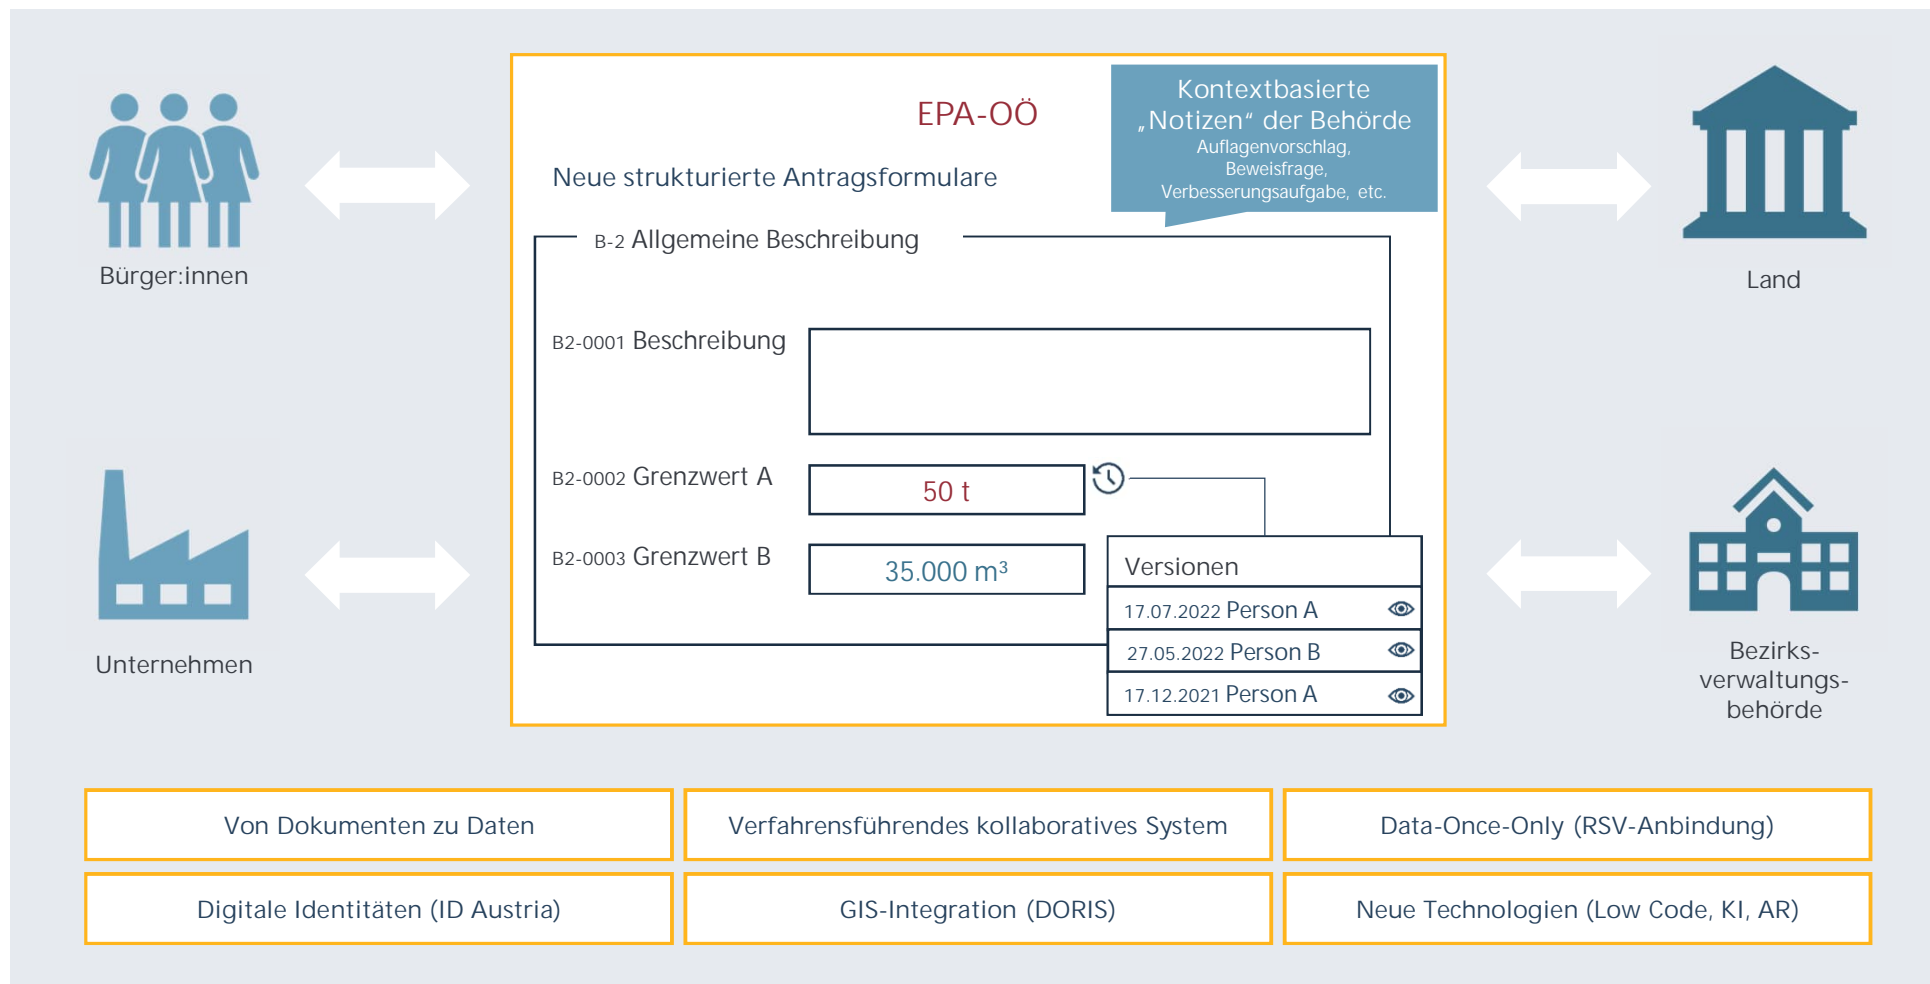 EPA-OÖ
Kontextbasierte
„Notizen“ der Behörde
Auflagenvorschlag,
Beweisfrage,
Verbesserungsaufgabe, etc.
Neue strukturierte Antragsformulare
B-2 Allgemeine Beschreibung
B2-0001 Beschreibung
B2-0002 Grenzwert A
50 t
B2-0003 Grenzwert B
35.000 m³
Versionen
17.07.2022 Person A
27.05.2022 Person B
17.12.2021 Person A
Bürger:innen
Unternehmen
Land
Bezirks-
verwaltungs-
behörde
Von Dokumenten zu Daten
Verfahrensführendes kollaboratives System
Data-Once-Only (RSV-Anbindung)
Digitale Identitäten (ID Austria)
GIS-Integration (DORIS)
Neue Technologien (Low Code, KI, AR)